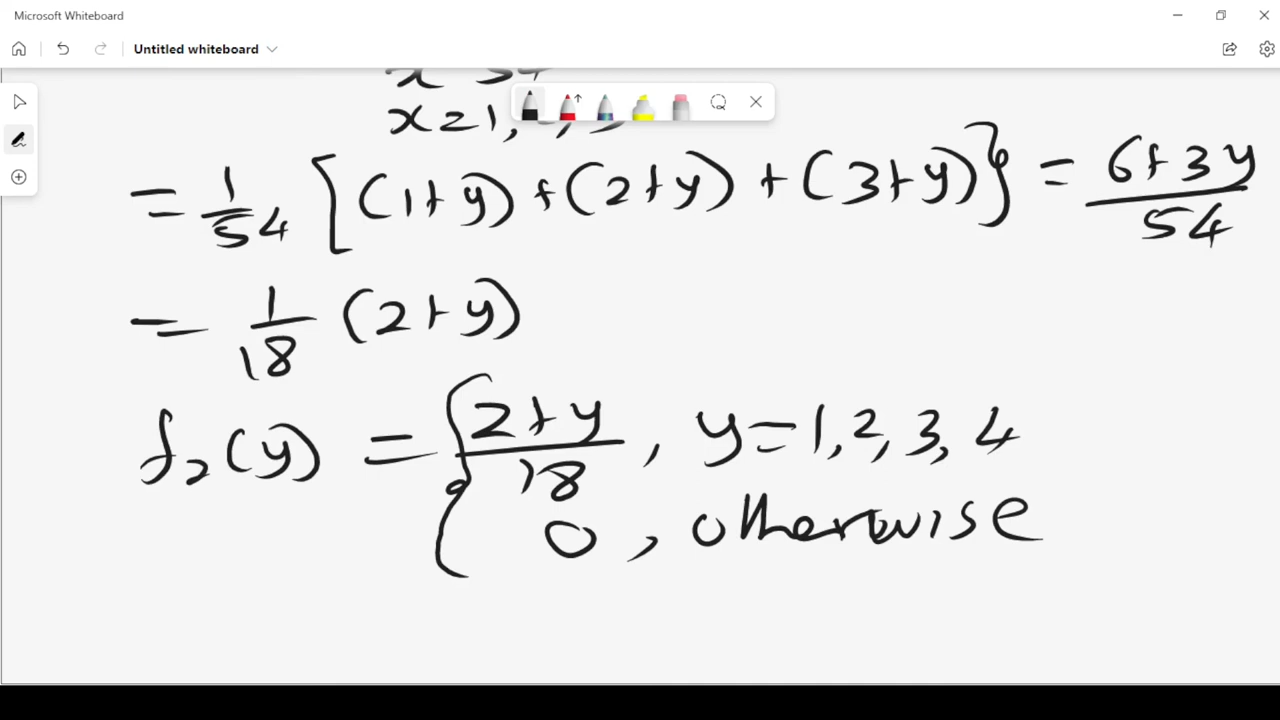 Microsoft Whiteboard
Untitled whiteboard
x 54
x=1,
= 1/54 [(1+y)+(2+y)+(3+y)} = 6+3y/54
= 1/18 (2+y)
f₂(y) = { 2+y/18, y=1,2,3,4
0, otherwise